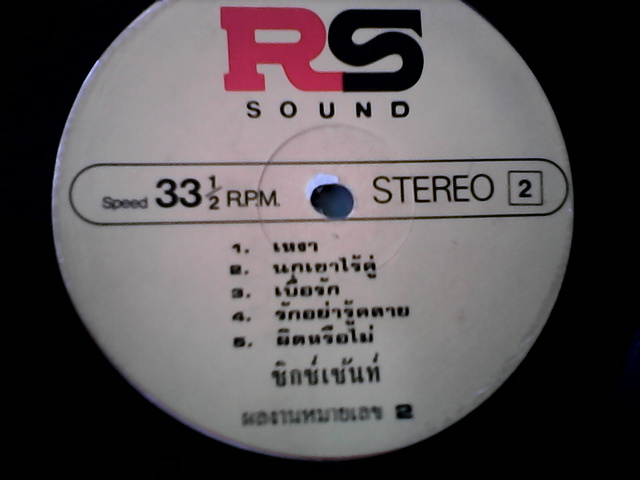 RS
SOUND
Speed 33 1/2 R.P.M. STEREO 2
1. เหงา
2. นกเขาไร้คู่
3. เบื่อรัก
4. รักอย่ารู้คลาย
5. ผิดหรือไม่
ซิกซ์เซ้นท์
ผลงานหมายเลข 2